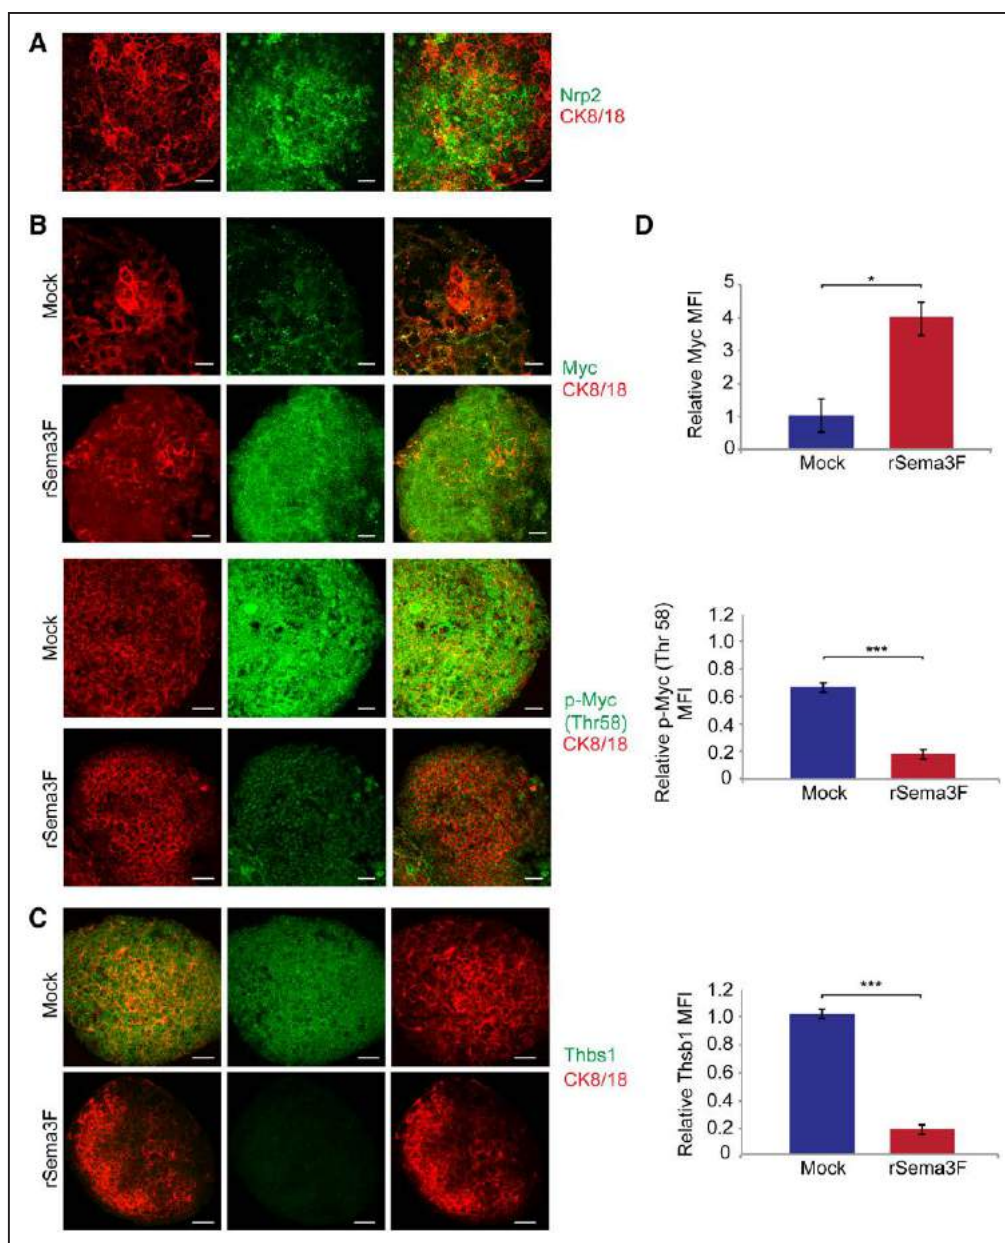 A
Nrp2
CK8/18
B
Mock
rSema3F
Myc
CK8/18
Mock
rSema3F
p-Myc
(Thr58)
CK8/18
C
Mock
rSema3F
Thbs1
CK8/18
D
Relative Myc MFI
5
4
3
2
1
0
*
Mock
rSema3F
Relative p-Myc (Thr 58)
MFI
1.2
1.0
0.8
0.6
0.4
0.2
0
***
Mock
rSema3F
Relative Thsb1 MFI
1.2
1.0
0.8
0.6
0.4
0.2
0
***
Mock
rSema3F